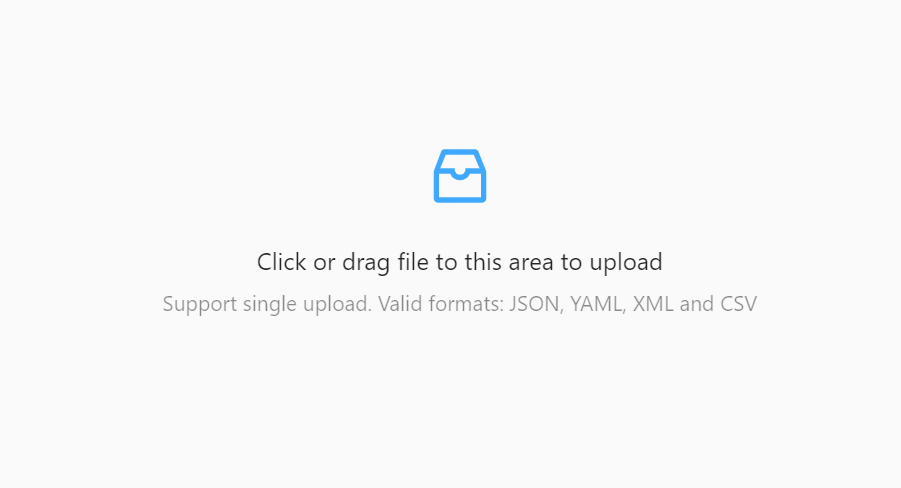 Click or drag file to this area to upload
Support single upload. Valid formats: JSON, YAML, XML and CSV